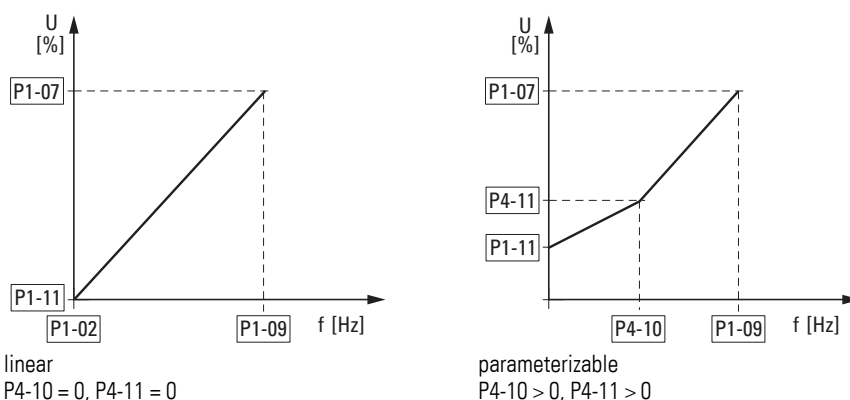 U
[%]
P1-07
P1-11
P1-02
P1-09
f [Hz]
linear
P4-10 = 0, P4-11 = 0
U
[%]
P1-07
P4-11
P1-11
P4-10
P1-09
f [Hz]
parameterizable
P4-10 > 0, P4-11 > 0